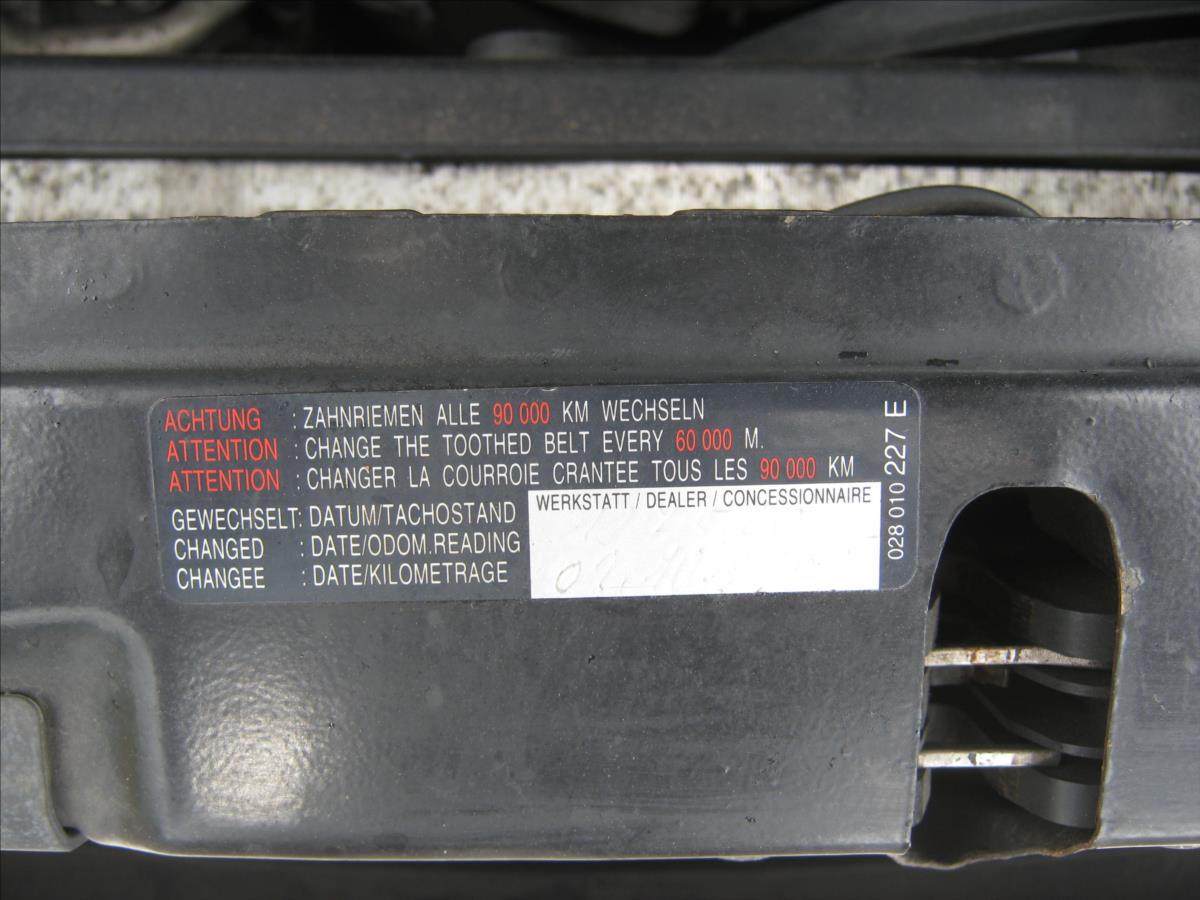 ACHTUNG : ZAHNRIEMEN ALLE 90 000 KM WECHSELN
ATTENTION : CHANGE THE TOOTHED BELT EVERY 60 000 M.
ATTENTION : CHANGER LA COURROIE CRANTEE TOUS LES 90 000 KM
GEWECHSELT: DATUM/TACHOSTAND
CHANGED : DATE/ODOM.READING
CHANGEE : DATE/KILOMETRAGE
WERKSTATT / DEALER / CONCESSIONNAIRE
028 010 227 E